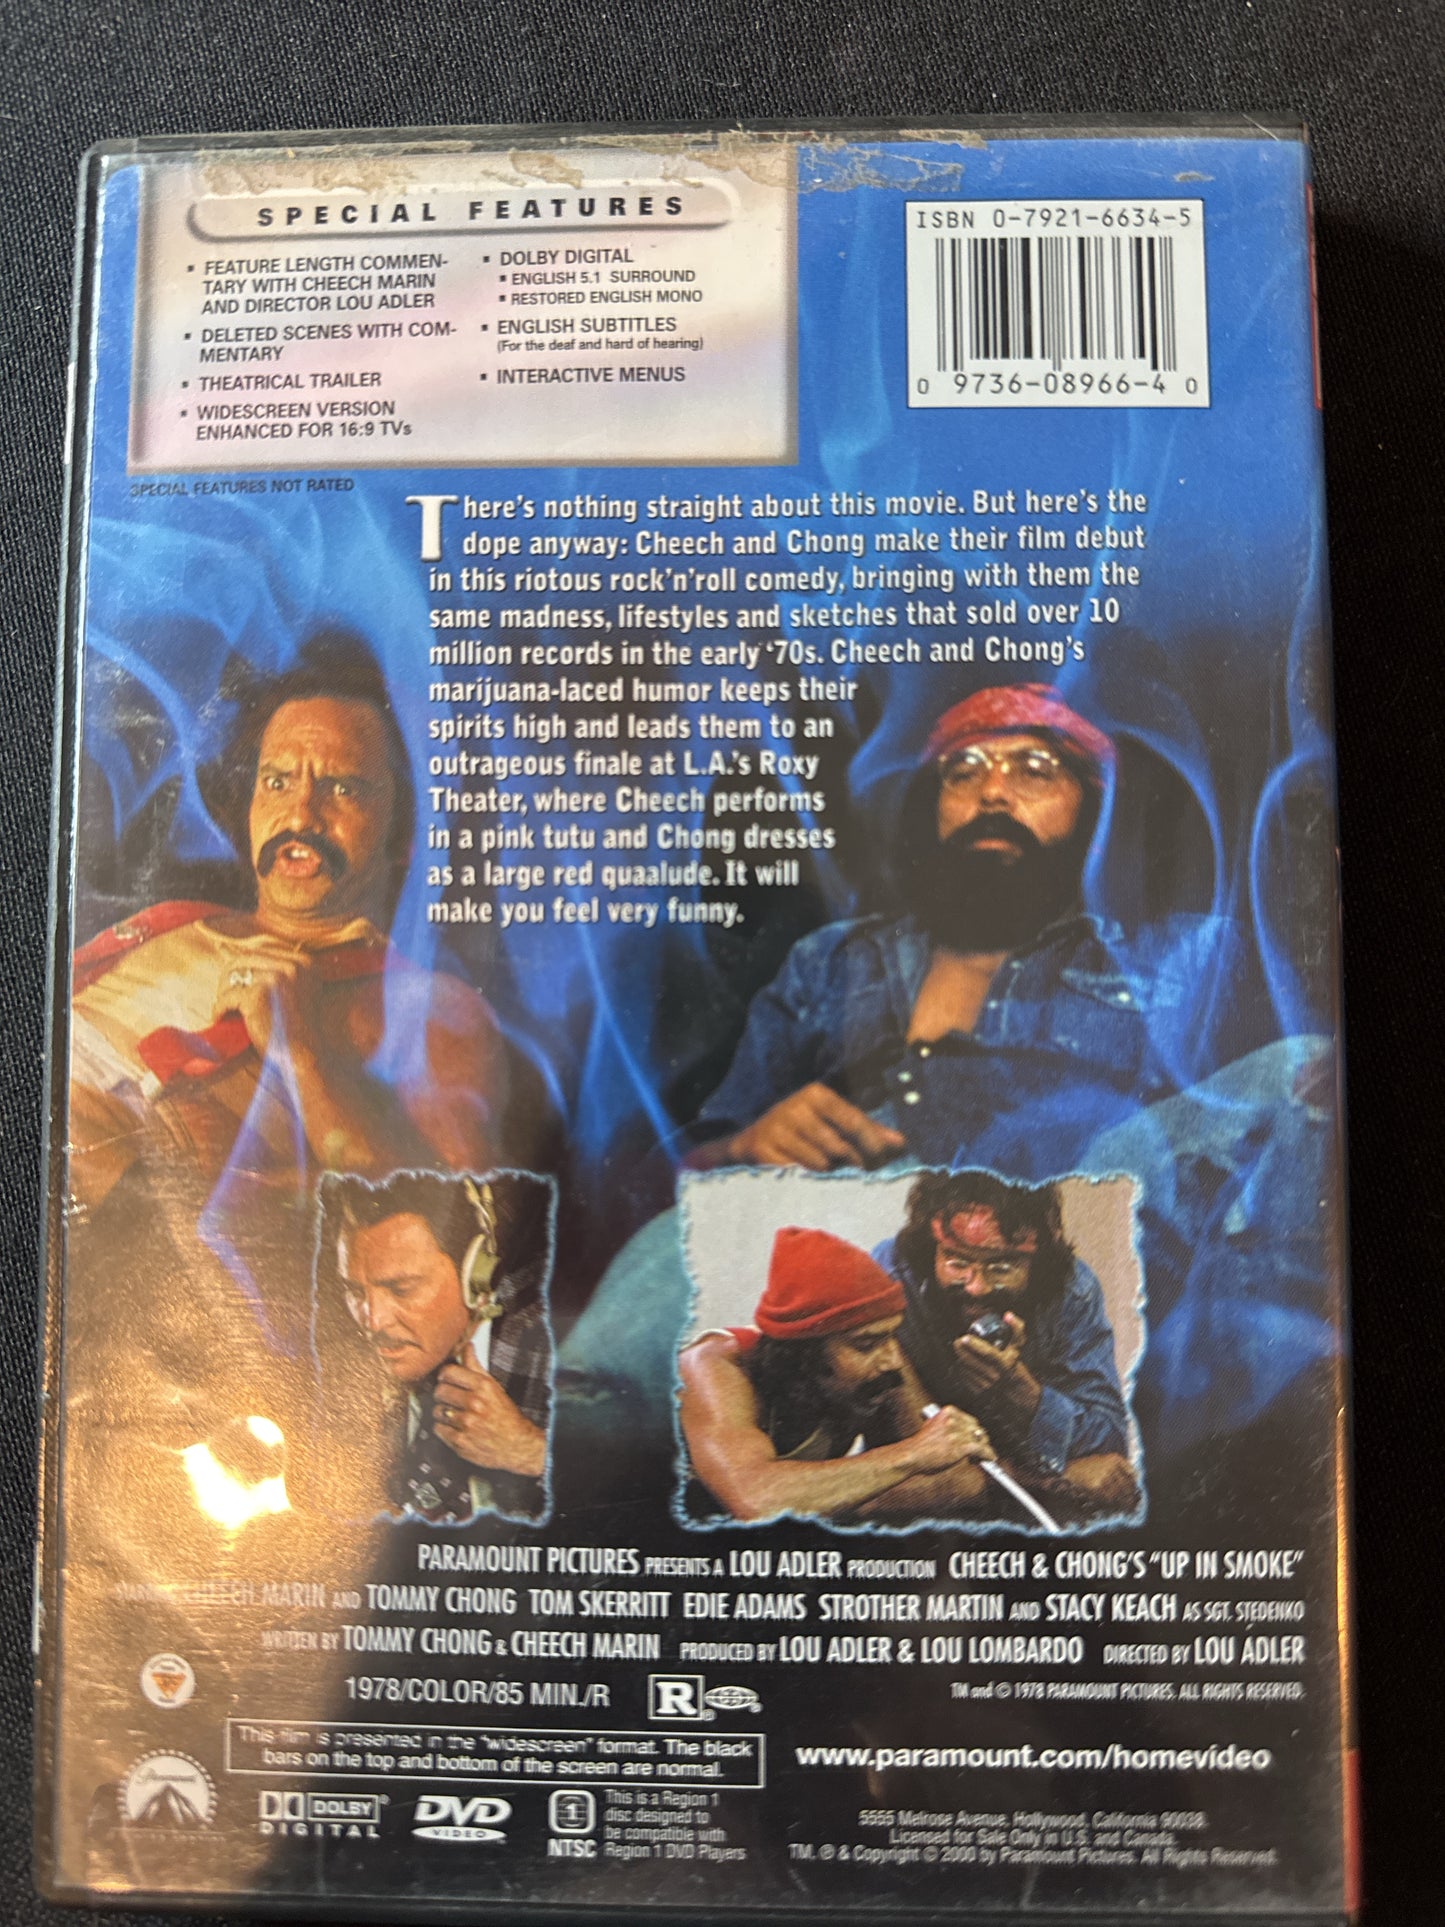 SPECIAL FEATURES
▪ FEATURE LENGTH COMMEN-
TARY WITH CHEECH MARIN
AND DIRECTOR LOU ADLER
▪ DELETED SCENES WITH COM-
MENTARY
▪ THEATRICAL TRAILER
▪ WIDESCREEN VERSION
ENHANCED FOR 16:9 TVs
▪ DOLBY DIGITAL
▪ ENGLISH 5.1 SURROUND
▪ RESTORED ENGLISH MONO
▪ ENGLISH SUBTITLES
(For the deaf and hard of hearing)
▪ INTERACTIVE MENUS
SPECIAL FEATURES NOT RATED
ISBN 0-7921-6634-5
0 9736-08966-4 0
There's nothing straight about this movie. But here's the
dope anyway: Cheech and Chong make their film debut
in this riotous rock'n'roll comedy, bringing with them the
same madness, lifestyles and sketches that sold over 10
million records in the early '70s. Cheech and Chong's
marijuana-laced humor keeps their
spirits high and leads them to an
outrageous finale at L.A.'s Roxy
Theater, where Cheech performs
in a pink tutu and Chong dresses
as a large red quaalude. It will
make you feel very funny.
PARAMOUNT PICTURES PRESENTS A LOU ADLER PRODUCTION CHEECH & CHONG'S "UP IN SMOKE"
STARRING CHEECH MARIN AND TOMMY CHONG TOM SKERRITT EDIE ADAMS STROTHER MARTIN AND STACY KEACH AS SGT. STEDENKO
WRITTEN BY TOMMY CHONG & CHEECH MARIN PRODUCED BY LOU ADLER & LOU LOMBARDO DIRECTED BY LOU ADLER
1978/COLOR/85 MIN./R R ®
TM and © 1978 PARAMOUNT PICTURES. ALL RIGHTS RESERVED.
This film is presented in the "widescreen" format. The black
bars on the top and bottom of the screen are normal.
www.paramount.com/homevideo
Paramount
DOLBY ®
DIGITAL
DVD
VIDEO
1
NTSC
This is a Region 1
disc designed to
be compatible with
Region 1 DVD Players
5555 Melrose Avenue, Hollywood, California 90038.
Licensed for Sale Only in U.S. and Canada.
TM, ® & Copyright © 2000 by Paramount Pictures. All Rights Reserved.